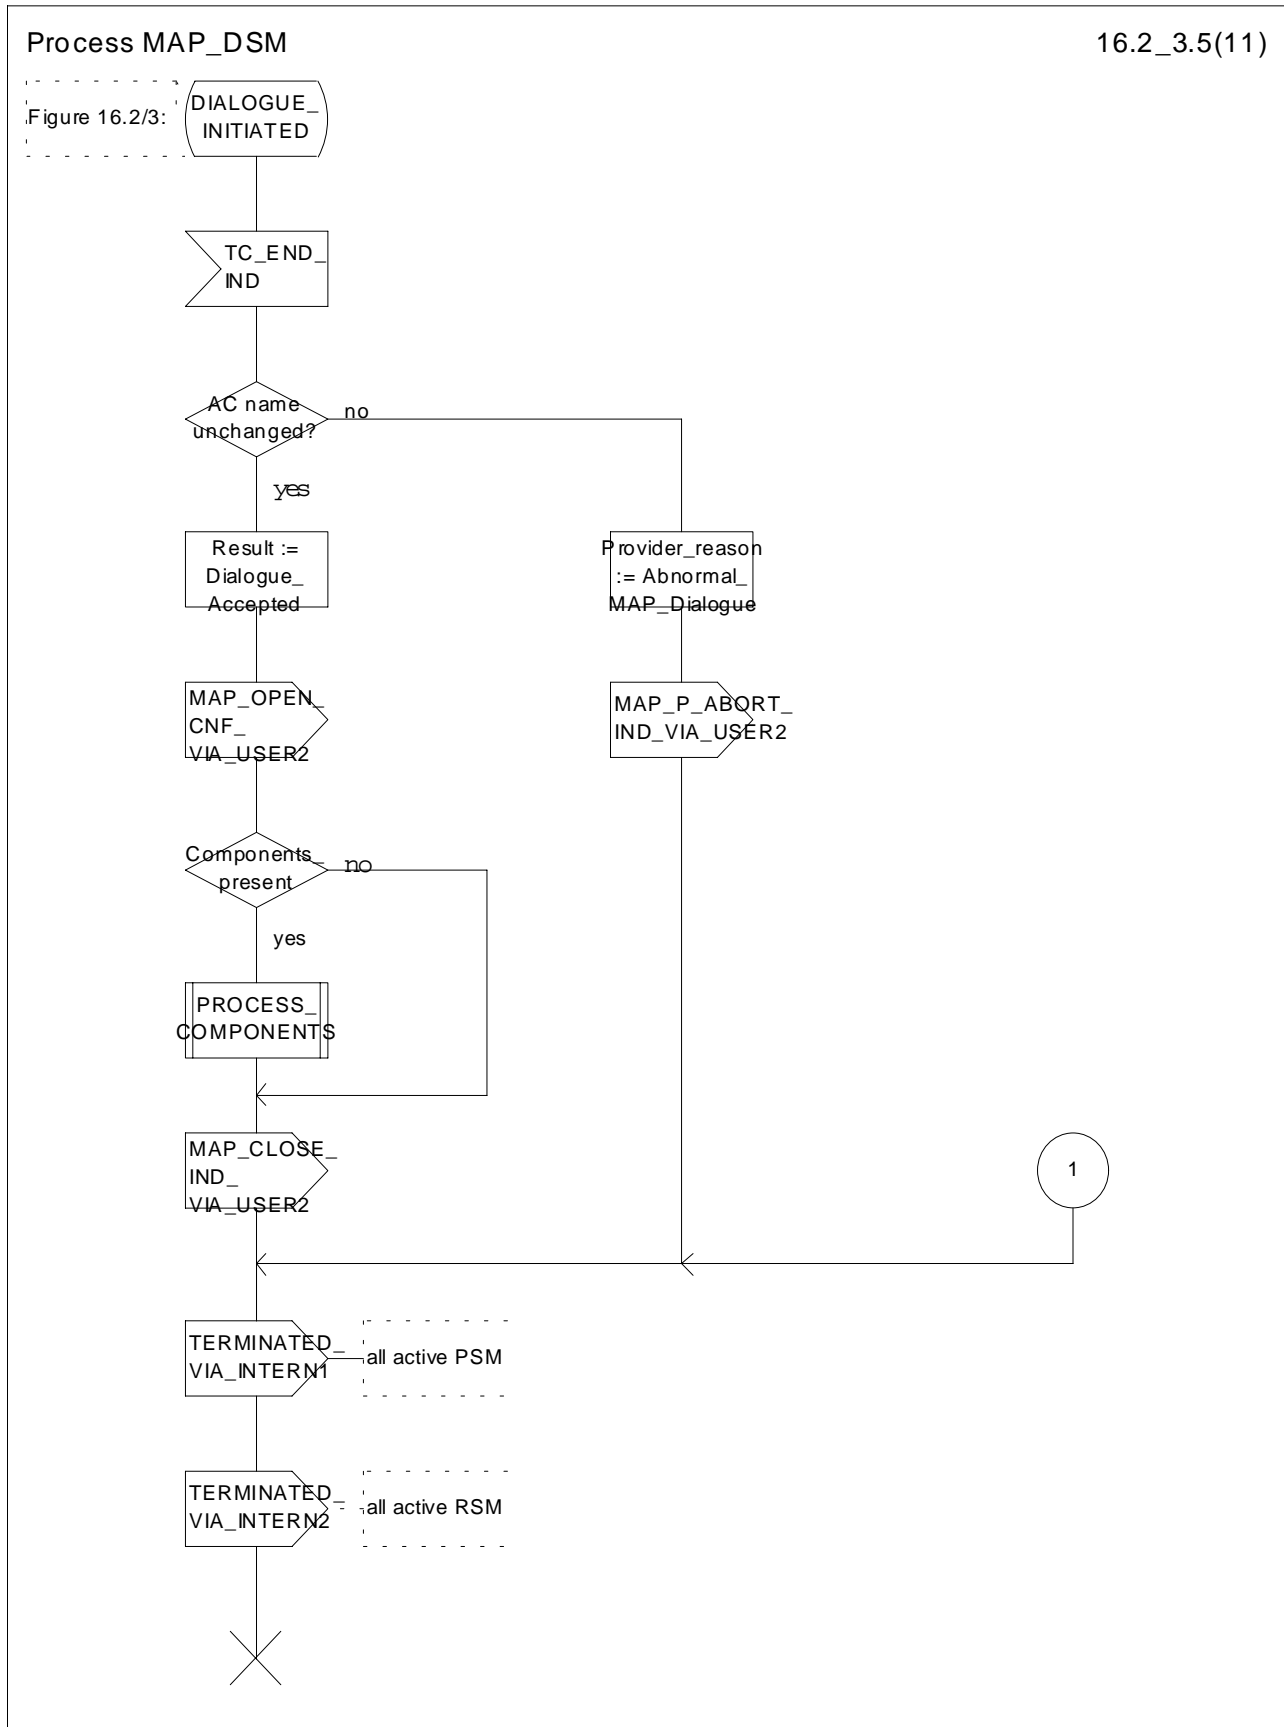 Process MAP_DSM
16.2_3.5(11)
Figure 16.2/3:
DIALOGUE_
INITIATED
TC_END_
IND
AC name
unchanged?
no
yes
Result :=
Dialogue_
Accepted
Provider_reason
:= Abnormal_
MAP_Dialogue
MAP_OPEN_
CNF_
VIA_USER2
MAP_P_ABORT_
IND_VIA_USER2
Components_
present
no
yes
PROCESS_
COMPONENTS
MAP_CLOSE_
IND_
VIA_USER2
1
TERMINATED_
VIA_INTERN1
all active PSM
TERMINATED_
VIA_INTERN2
all active RSM